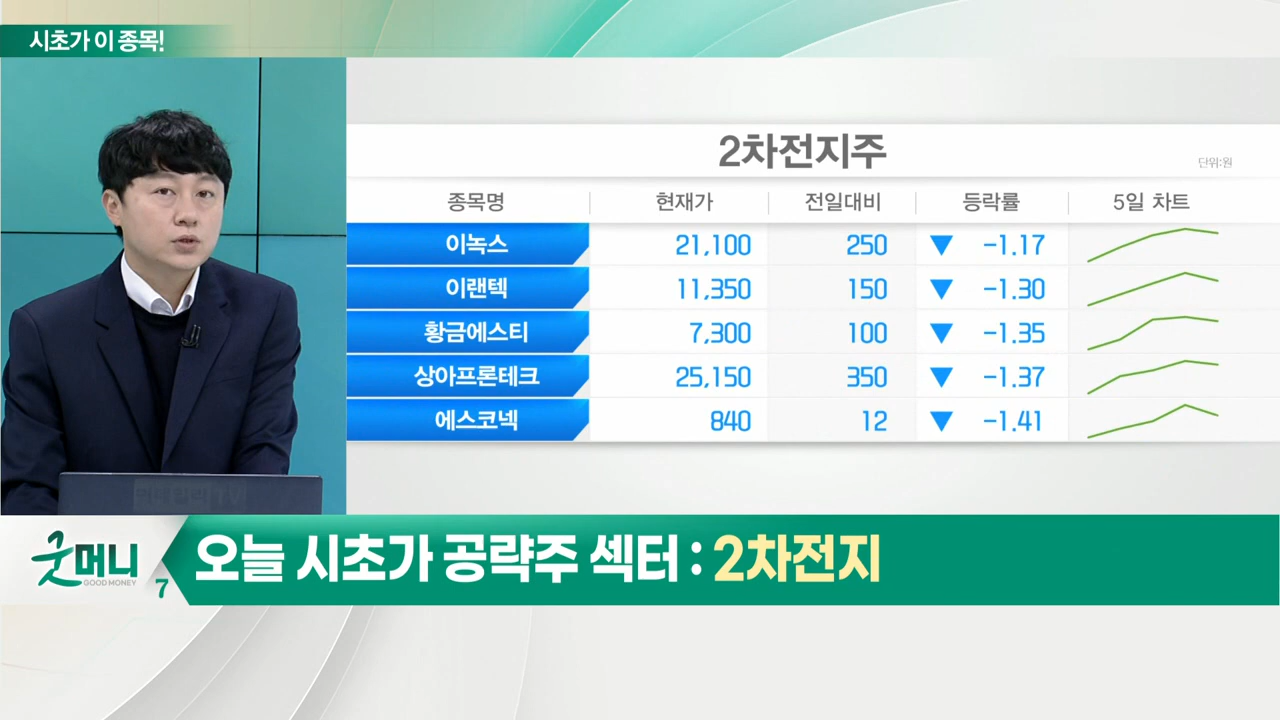 시초가 이 종목!
2차전지주
단위:원
종목명 현재가 전일대비 등락률 5일 차트
이녹스 21,100 250 ▼ -1.17
이랜텍 11,350 150 ▼ -1.30
황금에스티 7,300 100 ▼ -1.35
상아프론테크 25,150 350 ▼ -1.37
에스코넥 840 12 ▼ -1.41
굿머니
GOOD MONEY
7
오늘 시초가 공략주 섹터 : 2차전지